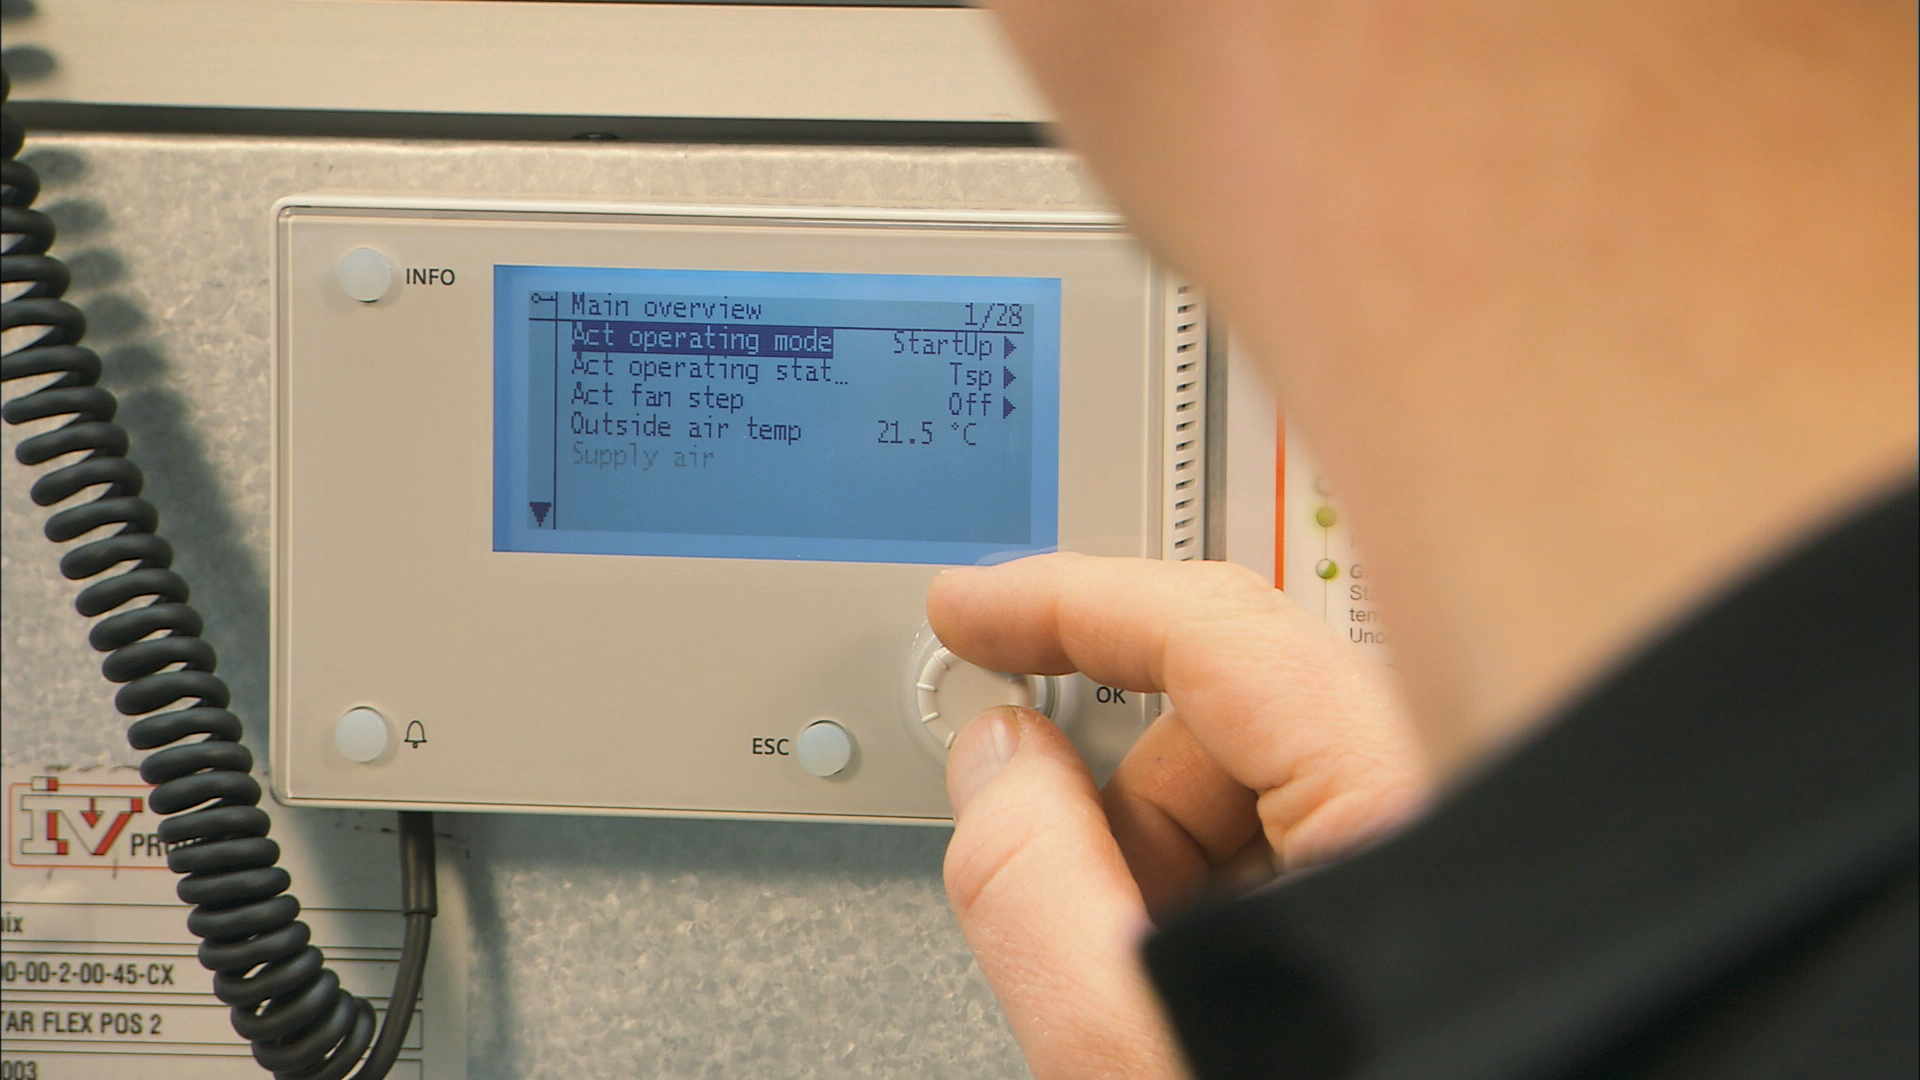 INFO
Main overview 1/28
Act operating mode StartUp
Act operating stat… Tsp
Act fan step Off
Outside air temp 21.5 °C
Supply air
OK
ESC
iv
00-00-2-00-45-CX
TAR FLEX POS 2
003